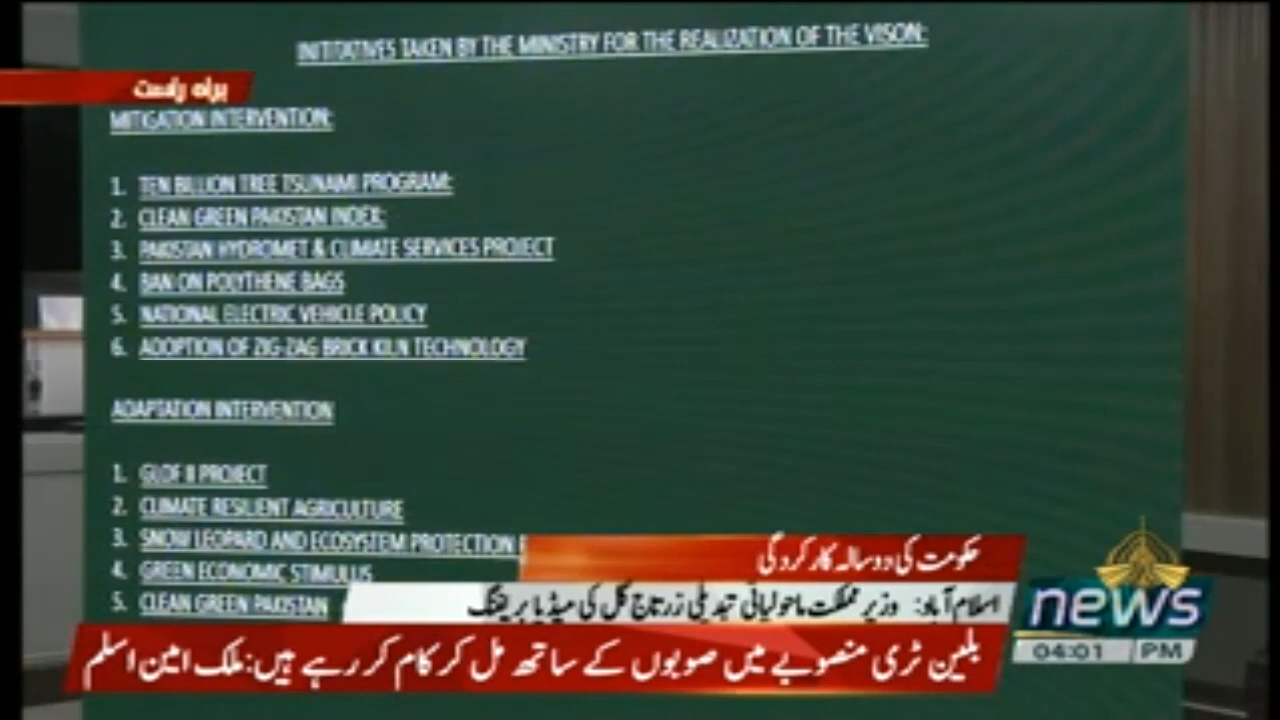 INITITATIVES TAKEN BY THE MINISTRY FOR THE REALIZATION OF THE VISON:
براہ راست
MITIGATION INTERVENTION:
1. TEN BILLION TREE TSUNAMI PROGRAM:
2. CLEAN GREEN PAKISTAN INDEX:
3. PAKISTAN HYDROMET & CLIMATE SERVICES PROJECT
4. BAN ON POLYTHENE BAGS
5. NATIONAL ELECTRIC VEHICLE POLICY
6. ADOPTION OF ZIG-ZAG BRICK KILN TECHNOLOGY
ADAPTATION INTERVENTION
1. GLOF II PROJECT
2. CLIMATE RESILIENT AGRICULTURE
3. SNOW LEOPARD AND ECOSYSTEM PROTECTION
4. GREEN ECONOMIC STIMULUS
5. CLEAN GREEN PAKISTAN
حکومت کی دو سالہ کارکردگی
اسلام آباد: وزیر مملکت ماحولیاتی تبدیلی زرتاج گل کی میڈیا بریفنگ
بلین ٹری منصوبے میں صوبوں کے ساتھ مل کر کام کر رہے ہیں:ملک امین اسلم
news
04:01 PM